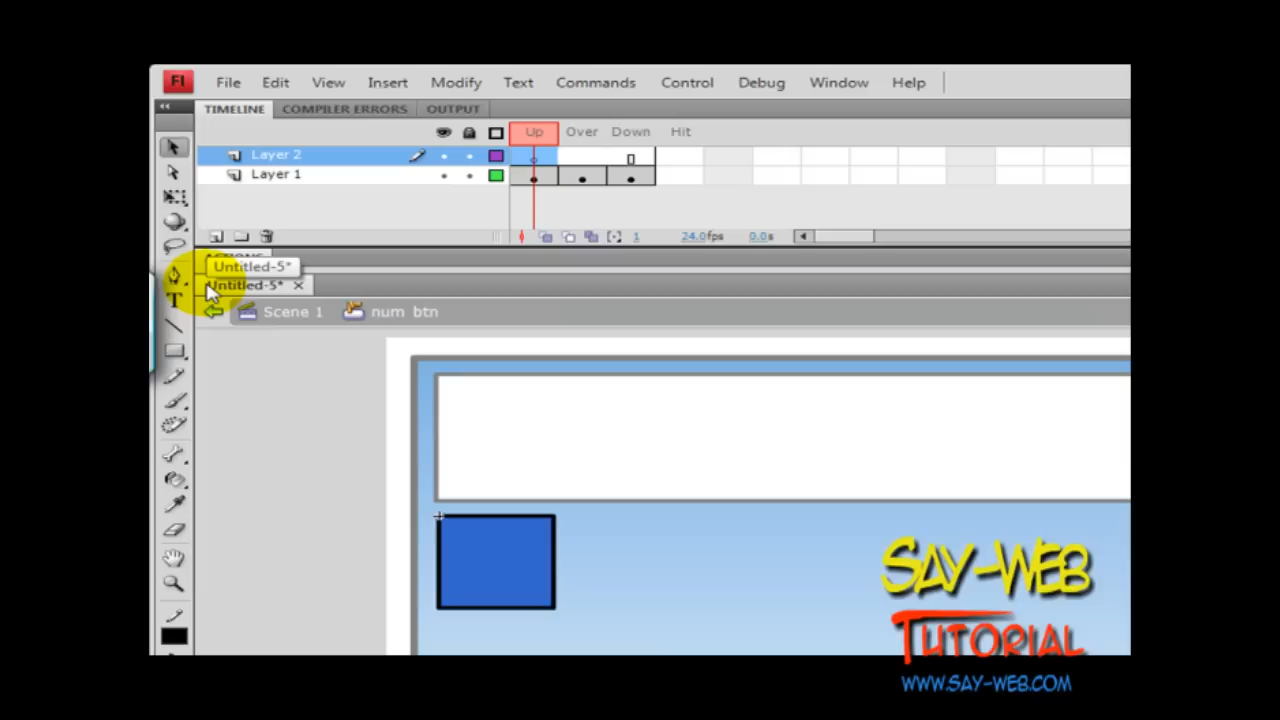 Fl File Edit View Insert Modify Text Commands Control Debug Window Help
TIMELINE COMPILER ERRORS OUTPUT
Up Over Down Hit
Layer 2
Layer 1
1 24.0fps 0.0s
Untitled-5*
Untitled-5* ×
T
Scene 1 num btn
SAY-WEB
TUTORIAL
WWW.SAY-WEB.COM